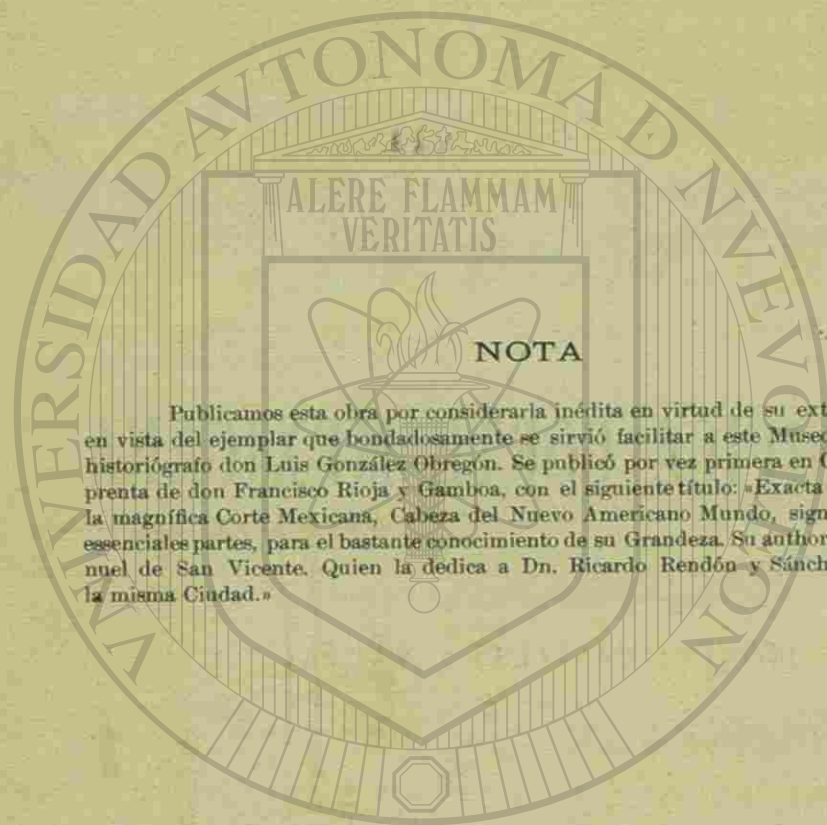 UNIVERSIDAD AVTONOMA D NVEVO
ON
ALERE FLAMMAM
VERITATIS
NOTA
Publicamos esta obra por considerarla inédita en virtud de su ext
en vista del ejemplar que bondadosamente se sirvió facilitar a este Museo
historiógrafo don Luis González Obregón. Se publicó por vez primera en C
prenta de don Francisco Rioja y Gamboa, con el siguiente título: «Exacta
la magnífica Corte Mexicana, Cabeza del Nuevo Americano Mundo, sign
essenciales partes, para el bastante conocimiento de su Grandeza. Su author
nuel de San Vicente. Quien la dedica a Dn. Ricardo Rendón y Sánch
la misma Ciudad.»